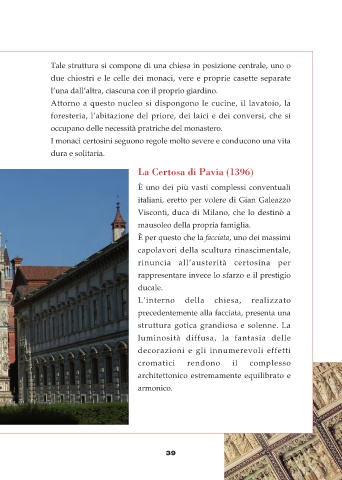 Tale struttura si compone di una chiesa in posizione centrale, uno o
due chiostri e le celle dei monaci, vere e proprie casette separate
l'una dall'altra, ciascuna con il proprio giardino.
Attorno a questo nucleo si dispongono le cucine, il lavatoio, la
foresteria, l'abitazione del priore, dei laici e dei conversi, che si
occupano delle necessità pratriche del monastero.
I monaci certosini seguono regole molto severe e conducono una vita
dura e solitaria.
La Certosa di Pavia (1396)
È uno dei più vasti complessi conventuali
italiani, eretto per volere di Gian Galeazzo
Visconti, duca di Milano, che lo destinò a
mausoleo della propria famiglia.
È per questo che la facciata, uno dei massimi
capolavori della scultura rinascimentale,
rinuncia all'austerità certosina per
rappresentare invece lo sfarzo e il prestigio
ducale.
L'interno della chiesa, realizzato
precedentemente alla facciata, presenta una
struttura gotica grandiosa e solenne. La
luminosità diffusa, la fantasia delle
decorazioni e gli innumerevoli effetti
cromatici rendono il complesso
architettonico estremamente equilibrato e
armonico.
39